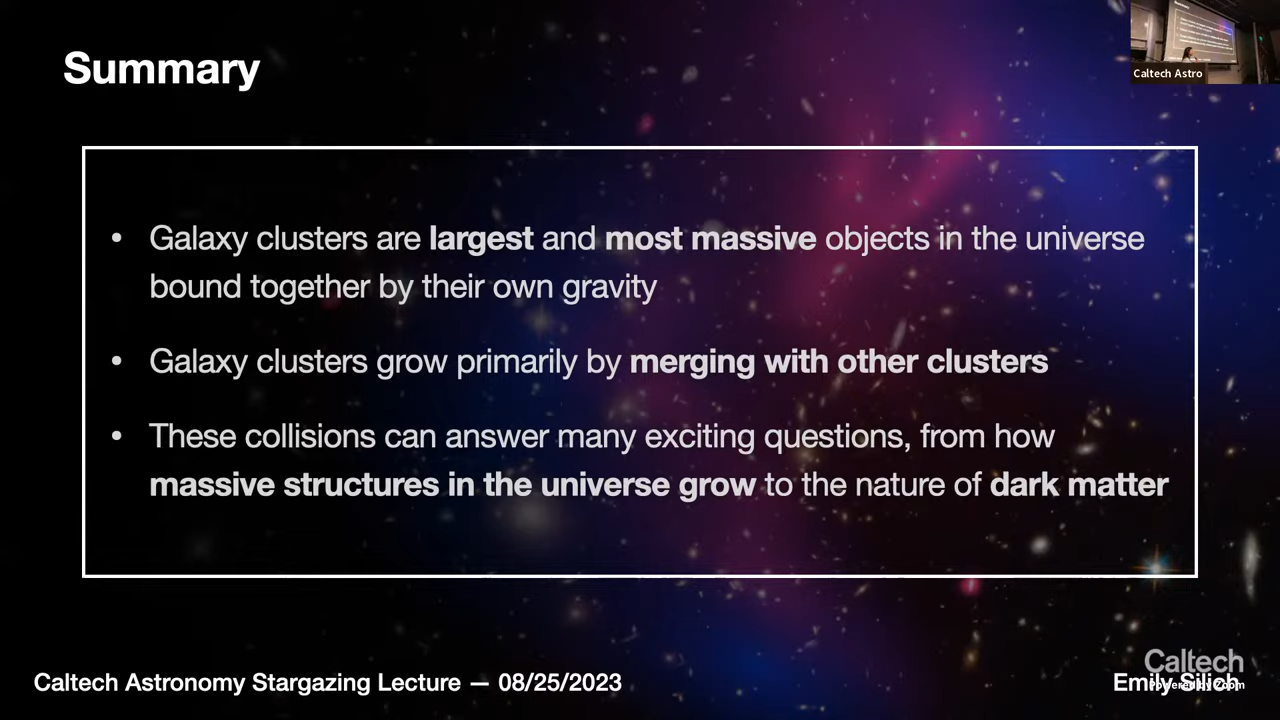 Summary
Caltech Astro
• Galaxy clusters are largest and most massive objects in the universe
bound together by their own gravity
• Galaxy clusters grow primarily by merging with other clusters
• These collisions can answer many exciting questions, from how
massive structures in the universe grow to the nature of dark matter
Caltech
Caltech Astronomy Stargazing Lecture — 08/25/2023
Emily Silich
Powered by Zoom